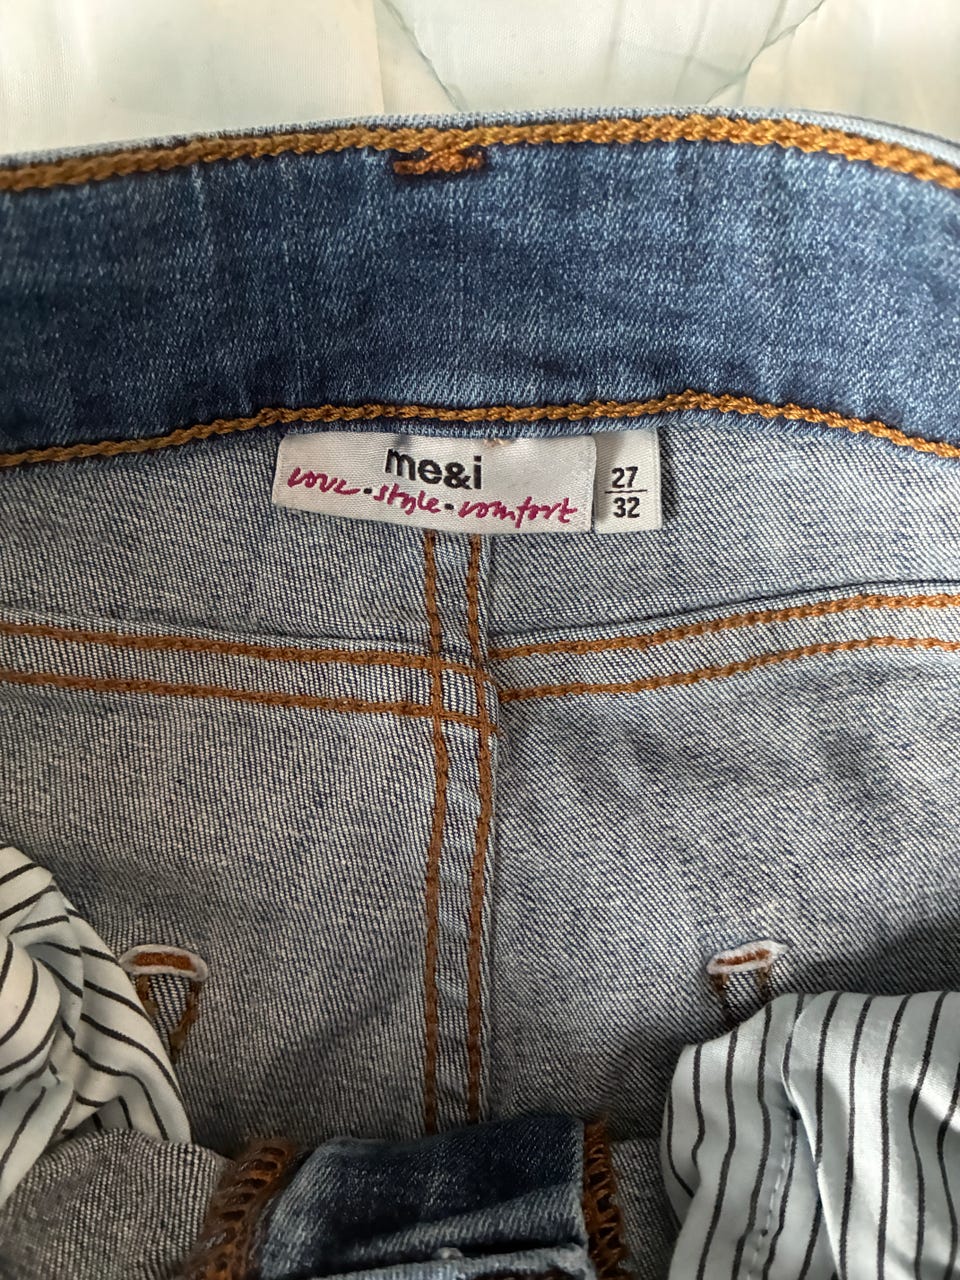 me&i
love • style • comfort
27
32